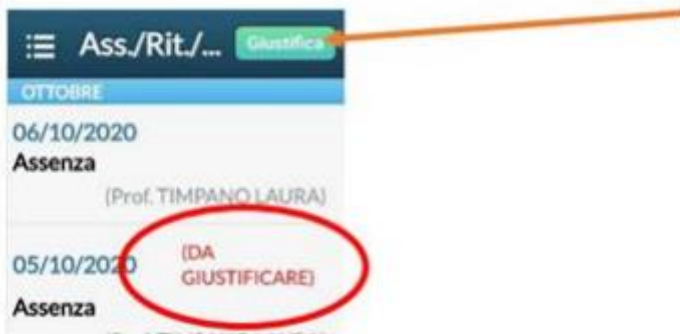 Ass./Rit./... Giustifica
OTTOBRE
06/10/2020
Assenza
(Prof. TIMPANO LAURA)
05/10/2020 (DA
GIUSTIFICARE)
Assenza